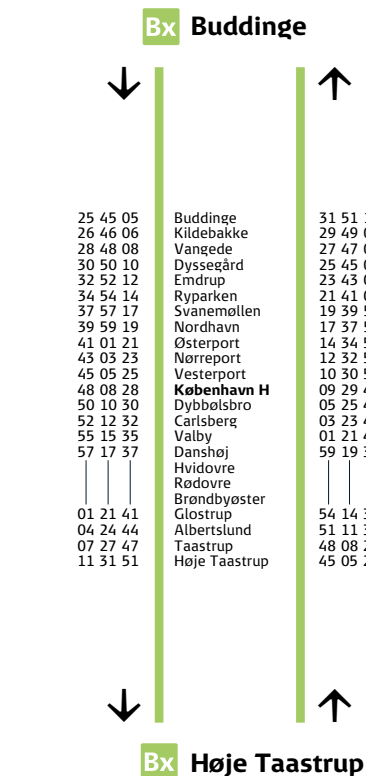 Bx Buddinge
25 45 05 Buddinge 31 51
26 46 06 Kildebakke 29 49
28 48 08 Vangede 27 47
30 50 10 Dyssegård 25 45
32 52 12 Emdrup 23 43
34 54 14 Ryparken 21 41
37 57 17 Svanemøllen 19 39
39 59 19 Nordhavn 17 37
41 01 21 Østerport 14 34
43 03 23 Nørreport 12 32
45 05 25 Vesterport 10 30
48 08 28 København H 09 29
50 10 30 Dybbølsbro 05 25
52 12 32 Carlsberg 03 23
55 15 35 Valby 01 21
57 17 37 Danshøj 59 19
Hvidovre
Rødovre
Brøndbyøster
01 21 41 Glostrup 54 14
04 24 44 Albertslund 51 11
07 27 47 Taastrup 48 08
11 31 51 Høje Taastrup 45 05
Bx Høje Taastrup